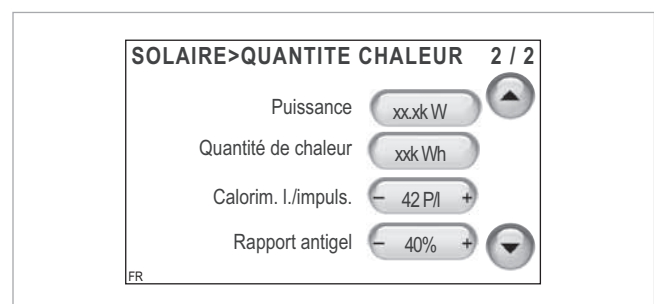 SOLAIRE>QUANTITE CHALEUR 2 / 2
Puissance xx.xk W
Quantité de chaleur xxk Wh
Calorim. l./impuls. - 42 P/l +
Rapport antigel - 40% +
FR